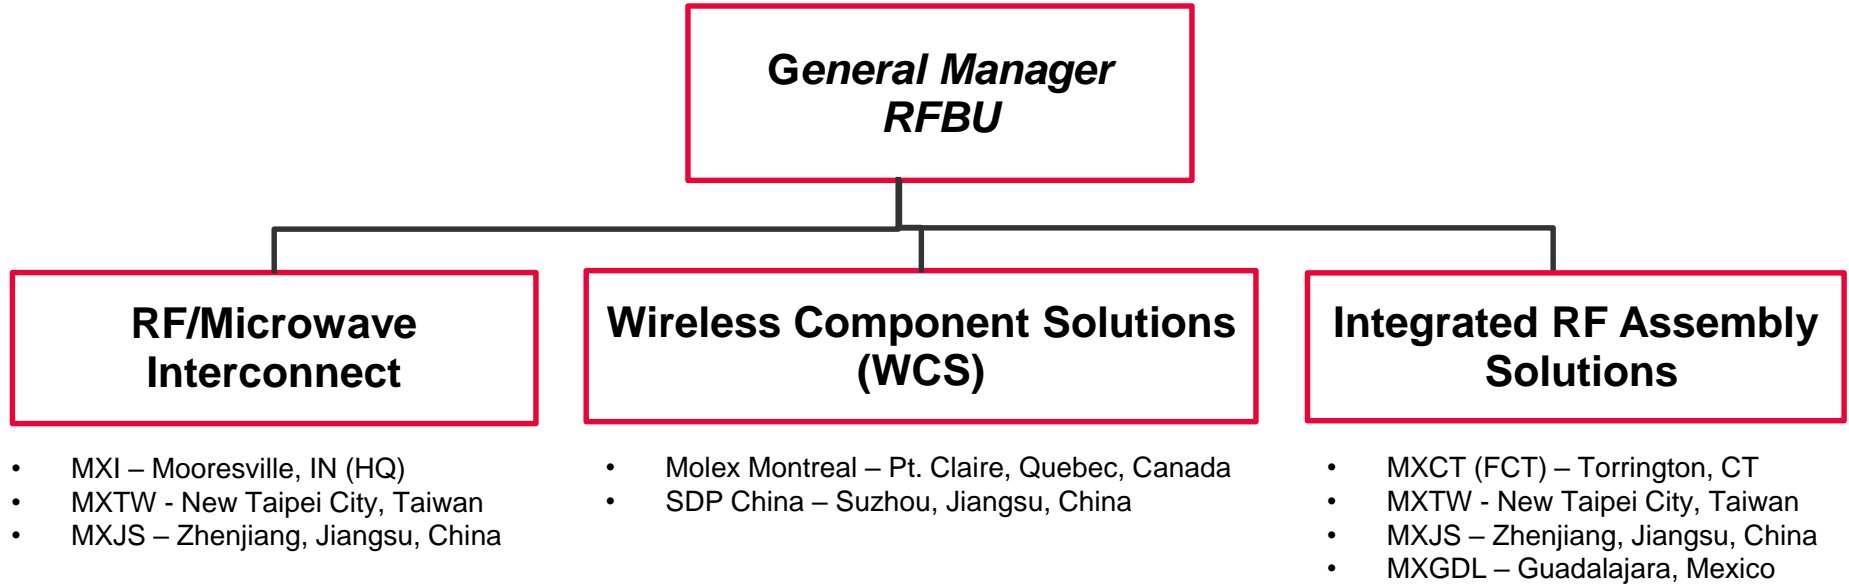 General Manager
RFBU
RF/Microwave
Interconnect
• MXI – Mooresville, IN (HQ)
• MXTW - New Taipei City, Taiwan
• MXJS – Zhenjiang, Jiangsu, China
Wireless Component Solutions
(WCS)
• Molex Montreal – Pt. Claire, Quebec, Canada
• SDP China – Suzhou, Jiangsu, China
Integrated RF Assembly
Solutions
• MXCT (FCT) – Torrington, CT
• MXTW - New Taipei City, Taiwan
• MXJS – Zhenjiang, Jiangsu, China
• MXGDL – Guadalajara, Mexico